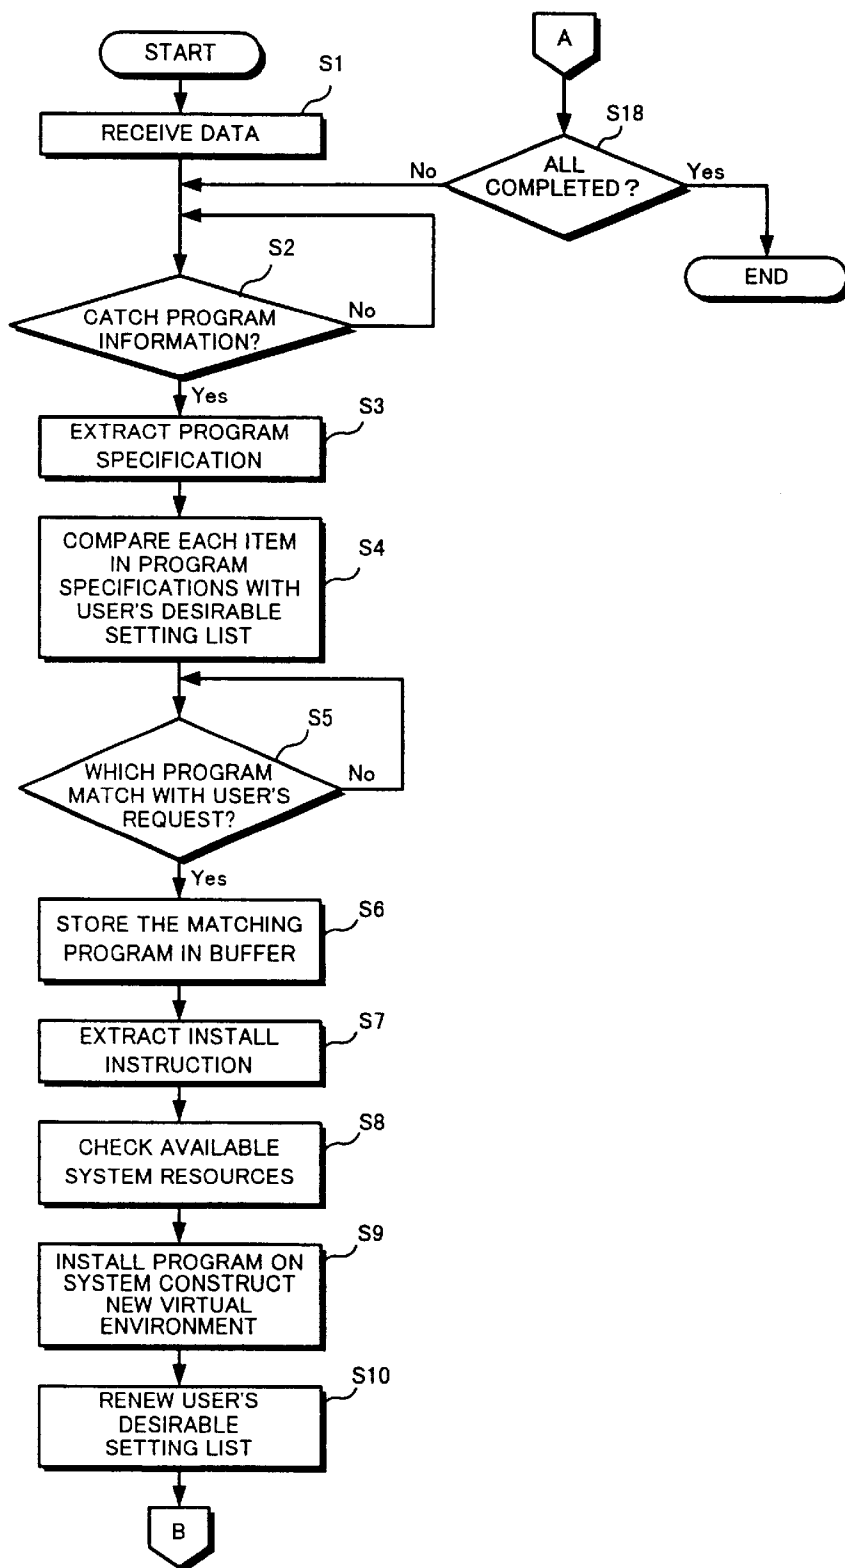 START
S1
RECEIVE DATA
A
S18
ALL
COMPLETED?
No
Yes
END
S2
CATCH PROGRAM
INFORMATION?
No
Yes
S3
EXTRACT PROGRAM
SPECIFICATION
S4
COMPARE EACH ITEM
IN PROGRAM
SPECIFICATIONS WITH
USER'S DESIRABLE
SETTING LIST
S5
WHICH PROGRAM
MATCH WITH USER'S
REQUEST?
No
Yes
S6
STORE THE MATCHING
PROGRAM IN BUFFER
S7
EXTRACT INSTALL
INSTRUCTION
S8
CHECK AVAILABLE
SYSTEM RESOURCES
S9
INSTALL PROGRAM ON
SYSTEM CONSTRUCT
NEW VIRTUAL
ENVIRONMENT
S10
RENEW USER'S
DESIRABLE
SETTING LIST
B